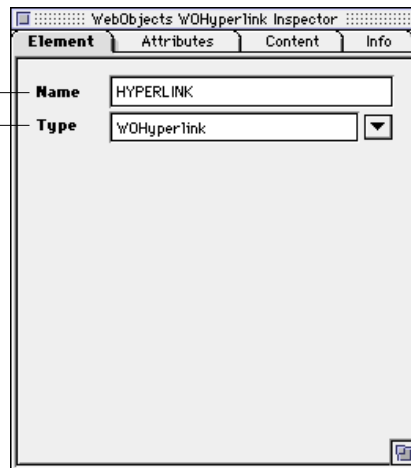 WebObjects WOHyperlink Inspector
Element Attributes Content Info
Name HYPERLINK
Type WOHyperlink